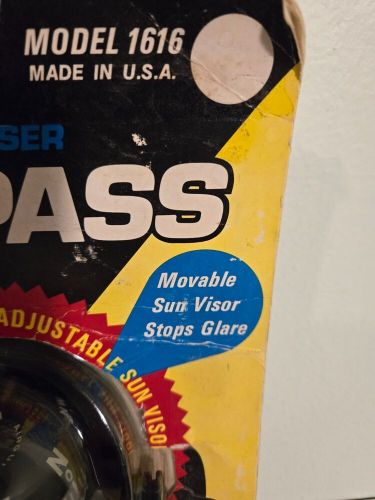 MODEL 1616
MADE IN U.S.A.
SER
PASS
Movable
Sun Visor
Stops Glare
ADJUSTABLE SUN VISO